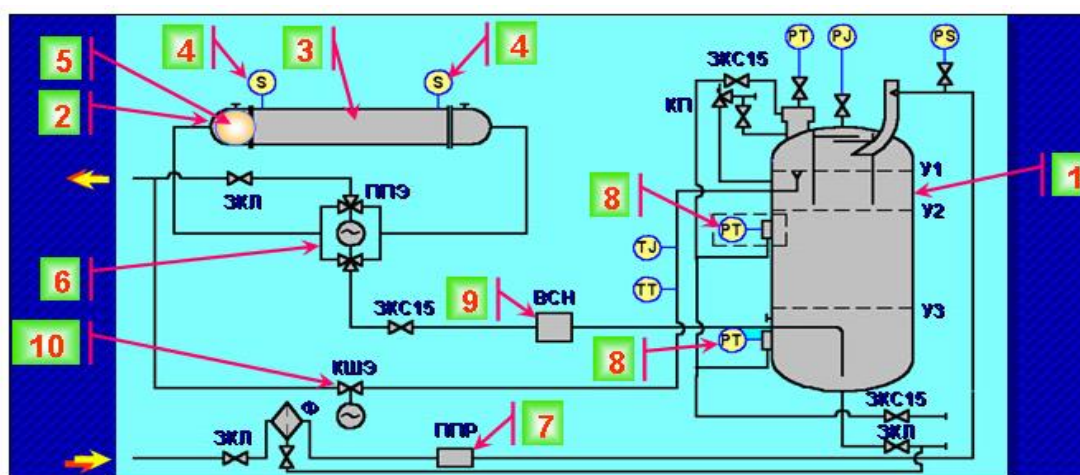 5
4
3
4
2
S
S
ЗКС15
PT
PJ
PS
КП
ЗКЛ
ППЭ
8
1
У1
У2
PT
TJ
TT
6
ЗКС15
9
ВСН
У3
10
КШЭ
8
PT
ЗКС15
ЗКЛ
ЗКЛ
Ф
ППР
7